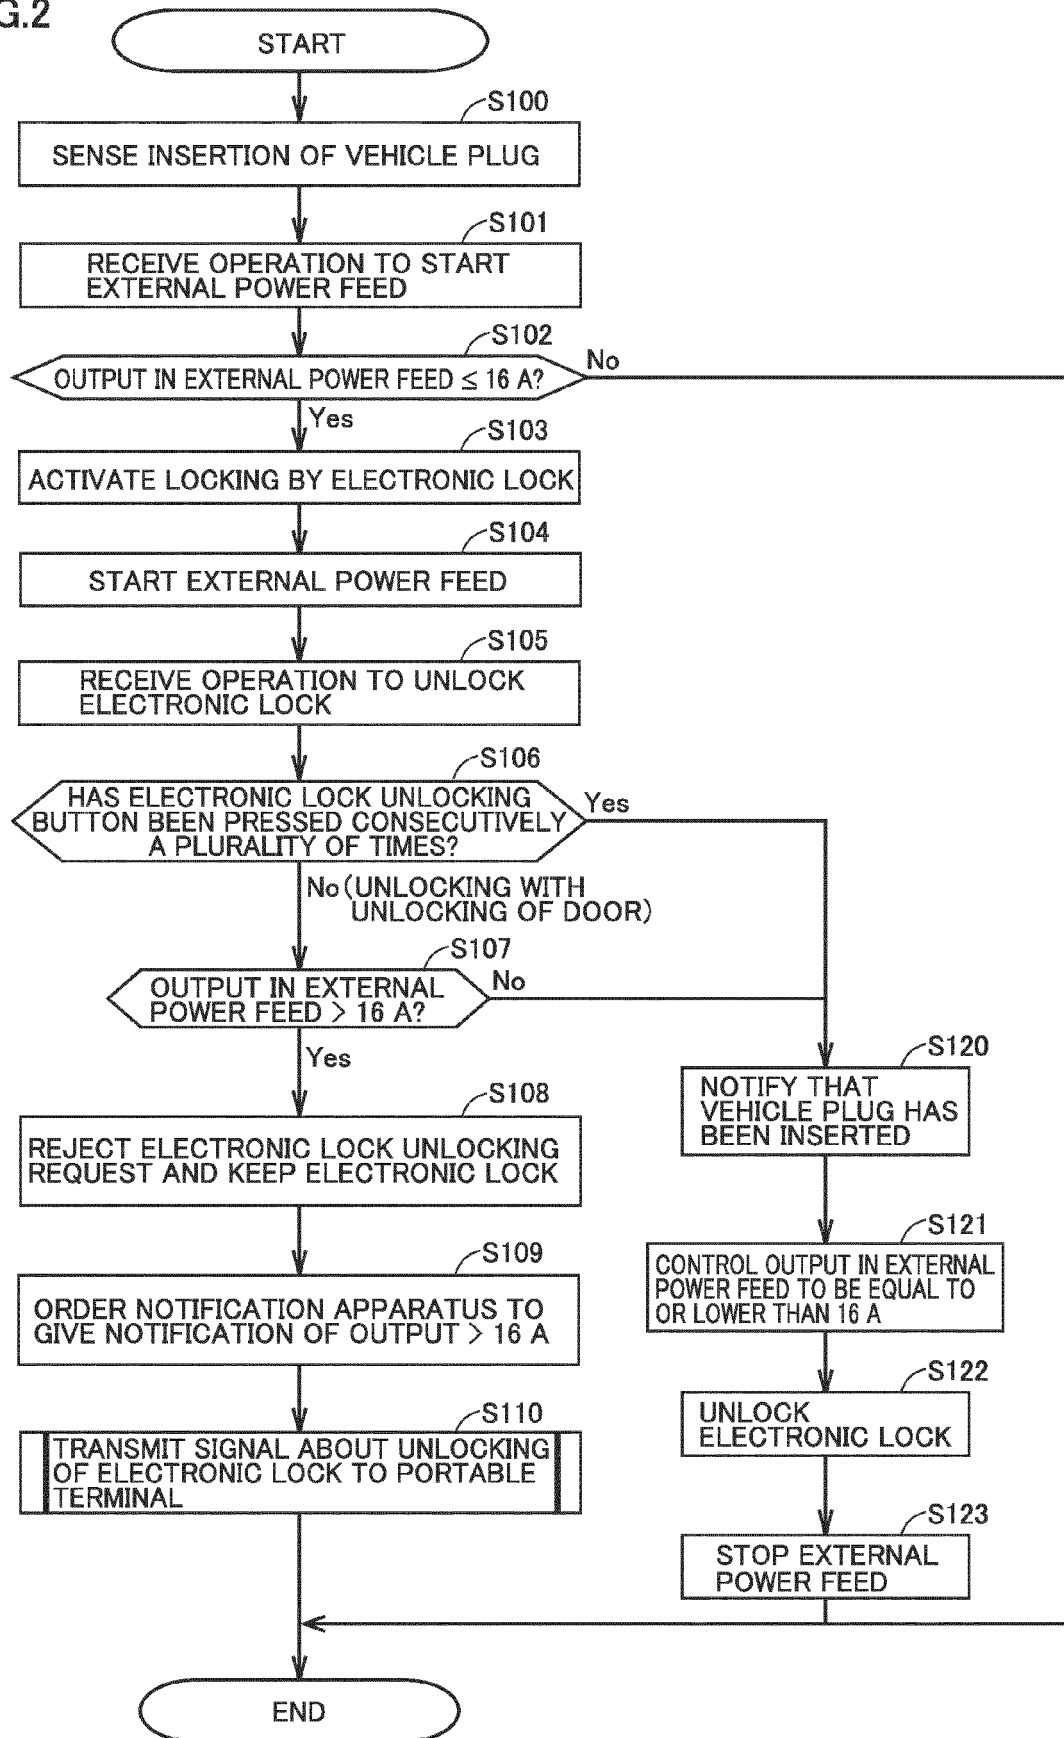 G.2
START
S100
SENSE INSERTION OF VEHICLE PLUG
S101
RECEIVE OPERATION TO START
EXTERNAL POWER FEED
S102
OUTPUT IN EXTERNAL POWER FEED ≤ 16 A?
No
Yes
S103
ACTIVATE LOCKING BY ELECTRONIC LOCK
S104
START EXTERNAL POWER FEED
S105
RECEIVE OPERATION TO UNLOCK
ELECTRONIC LOCK
S106
HAS ELECTRONIC LOCK UNLOCKING
BUTTON BEEN PRESSED CONSECUTIVELY
A PLURALITY OF TIMES?
Yes
No (UNLOCKING WITH
UNLOCKING OF DOOR)
S107
OUTPUT IN EXTERNAL
POWER FEED > 16 A?
No
Yes
S108
REJECT ELECTRONIC LOCK UNLOCKING
REQUEST AND KEEP ELECTRONIC LOCK
S109
ORDER NOTIFICATION APPARATUS TO
GIVE NOTIFICATION OF OUTPUT > 16 A
S110
TRANSMIT SIGNAL ABOUT UNLOCKING
OF ELECTRONIC LOCK TO PORTABLE
TERMINAL
S120
NOTIFY THAT
VEHICLE PLUG HAS
BEEN INSERTED
S121
CONTROL OUTPUT IN EXTERNAL
POWER FEED TO BE EQUAL TO
OR LOWER THAN 16 A
S122
UNLOCK
ELECTRONIC LOCK
S123
STOP EXTERNAL
POWER FEED
END